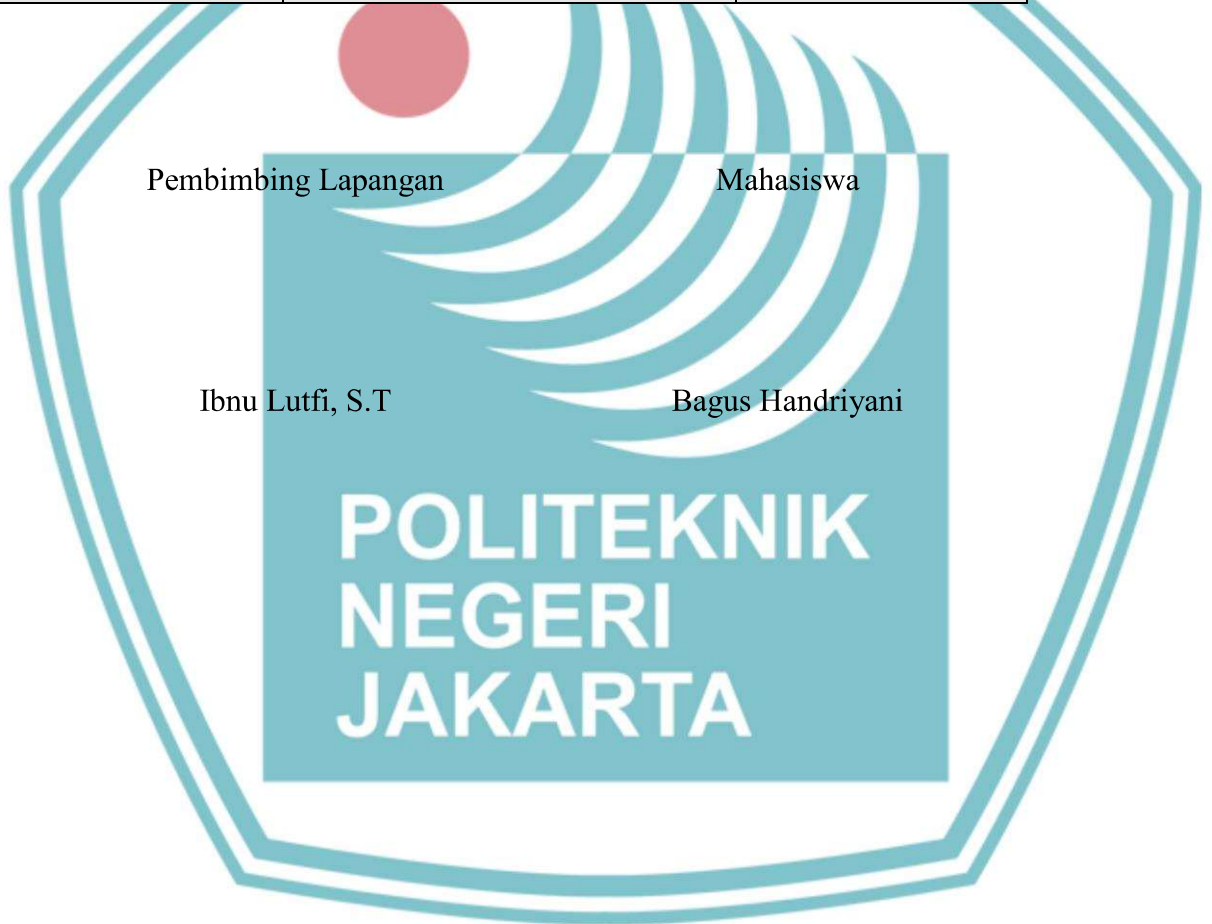 Pembimbing Lapangan Mahasiswa
Ibnu Lutfi, S.T Bagus Handriyani
POLITEKNIK
NEGERI
JAKARTA